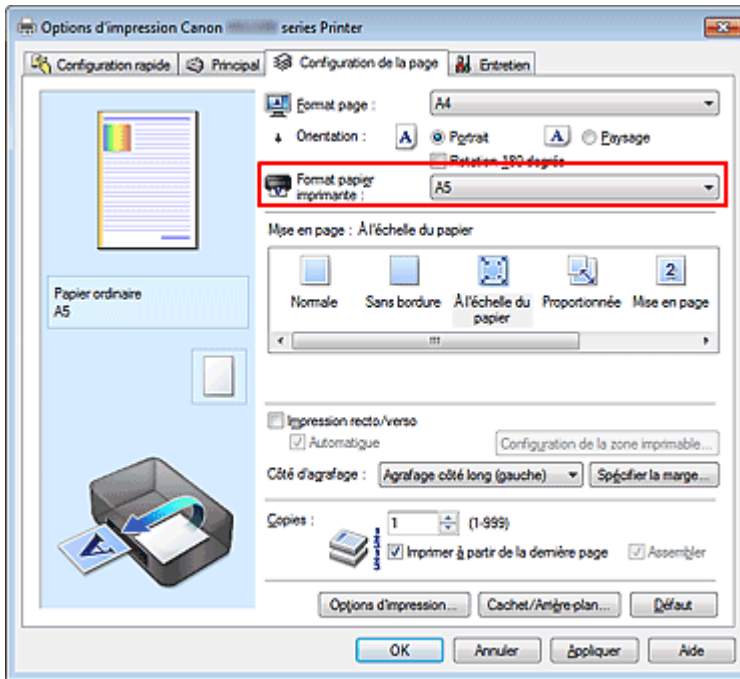 Options d'impression Canon series Printer
Configuration rapide Principal Configuration de la page Entretien
Format page : A4
Orientation : A Portrait A Paysage
Rotation 180 degrés
Format papier imprimante : A5
Mise en page : À l'échelle du papier
Normale Sans bordure À l'échelle du papier Proportionnée Mise en page
Papier ordinaire
A5
Impression recto/verso
Automatique Configuration de la zone imprimable...
Côté d'agrafage : Agrafage côté long (gauche) Spécifier la marge...
Copies : 1 (1-999)
Imprimer à partir de la dernière page Assembler
Options d'impression... Cachet/Arrière-plan... Défaut
OK Annuler Appliquer Aide